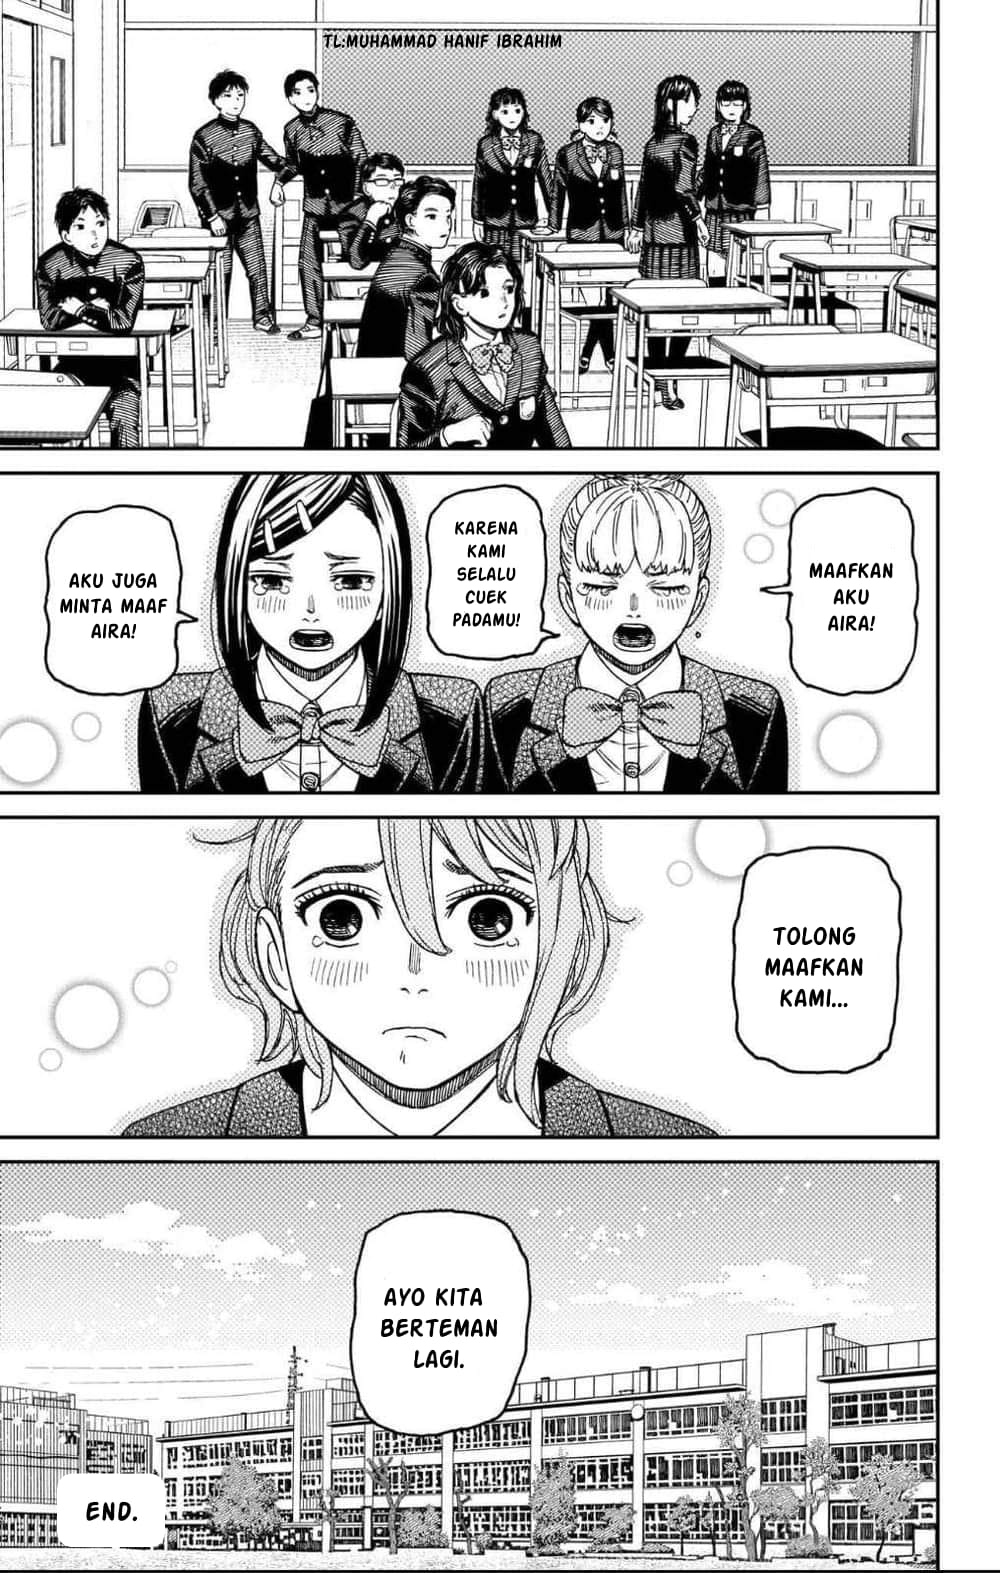 TL:MUHAMMAD HANIF IBRAHIM
MAAFKAN
AKU
AIRA!
KARENA
KAMI
SELALU
CUEK
PADAMU!
AKU JUGA
MINTA MAAF
AIRA!
TOLONG
MAAFKAN
KAMI...
AYO KITA
BERTEMAN
LAGI.
END.